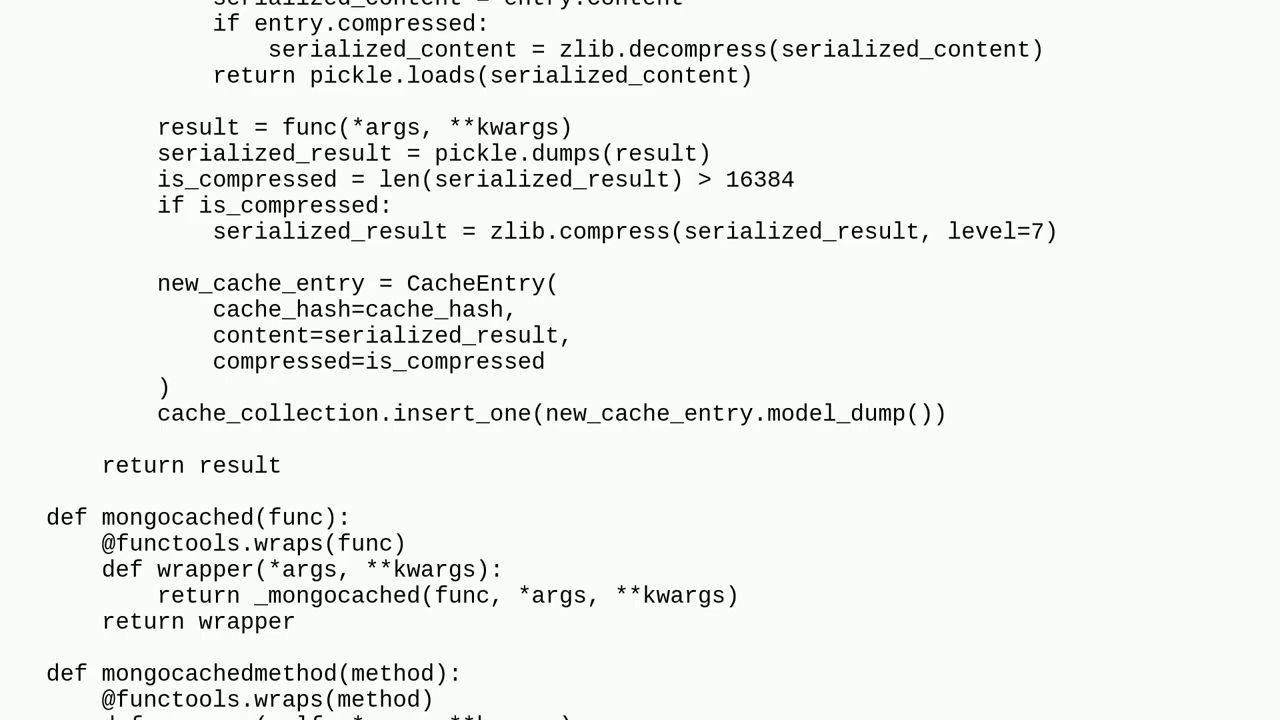 serialized_content = entry.content
if entry.compressed:
serialized_content = zlib.decompress(serialized_content)
return pickle.loads(serialized_content)
result = func(*args, **kwargs)
serialized_result = pickle.dumps(result)
is_compressed = len(serialized_result) > 16384
if is_compressed:
serialized_result = zlib.compress(serialized_result, level=7)
new_cache_entry = CacheEntry(
cache_hash=cache_hash,
content=serialized_result,
compressed=is_compressed
)
cache_collection.insert_one(new_cache_entry.model_dump())
return result
def mongocached(func):
@functools.wraps(func)
def wrapper(*args, **kwargs):
return _mongocached(func, *args, **kwargs)
return wrapper
def mongocachedmethod(method):
@functools.wraps(method)